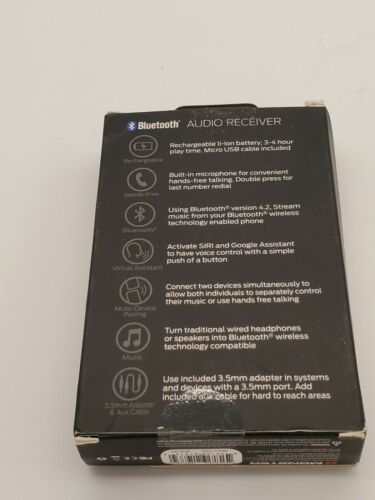 Bluetooth® AUDIO RECEIVER
Rechargeable
Rechargeable li-ion battery; 3-4 hour
play time. Micro USB cable included
Hands-Free
Built-in microphone for convenient
hands-free talking. Double press for
last number redial
Bluetooth®
Using Bluetooth® version 4.2, Stream
music from your Bluetooth® wireless
technology enabled phone
Virtual Assistant
Activate SIRI and Google Assistant
to have voice control with a simple
push of a button
Multi-Device
Pairing
Connect two devices simultaneously to
allow both individuals to separately control
their music or use hands free talking
Music
Turn traditional wired headphones
or speakers into Bluetooth® wireless
technology compatible
3.5mm Adapter
& Aux Cable
Use included 3.5mm adapter in systems
and devices with a 3.5mm port. Add
included aux cable for hard to reach areas
MONSTER